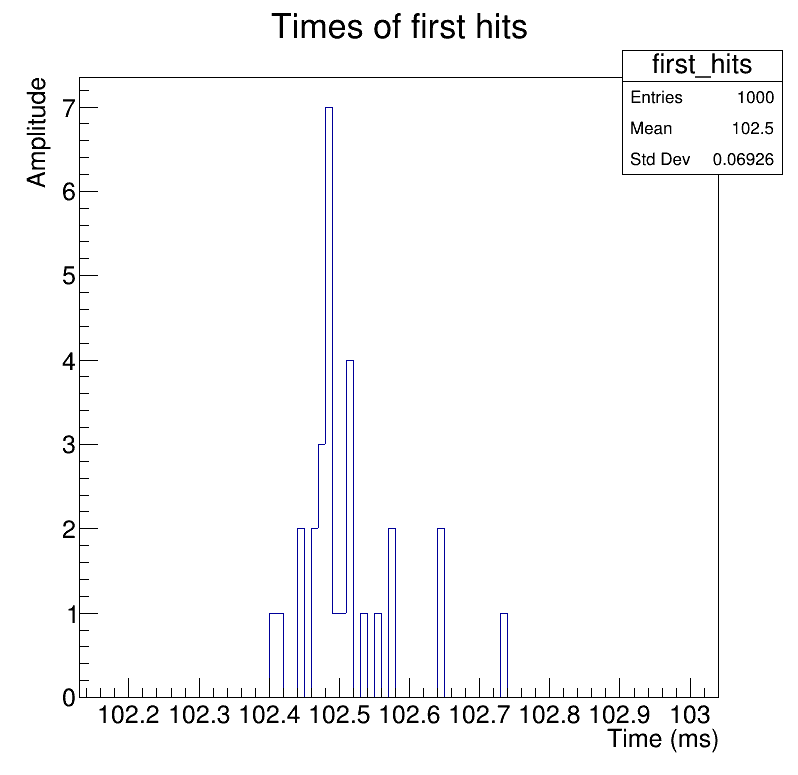 Times of first hits
first_hits
Entries 1000
Mean 102.5
Std Dev 0.06926
Amplitude
7
6
5
4
3
2
1
0
102.2 102.3 102.4 102.5 102.6 102.7 102.8 102.9 103
Time (ms)